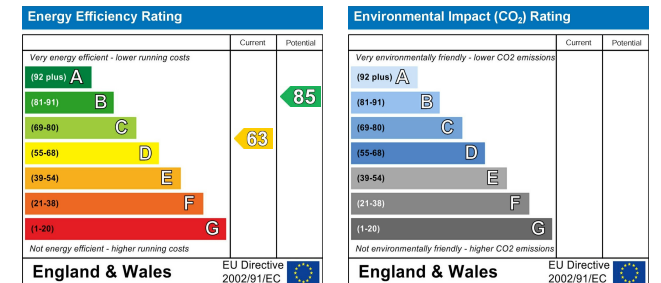 Energy Efficiency Rating
Current Potential
Very energy efficient - lower running costs
(92 plus) A
(81-91) B
85
(69-80) C
63
(55-68) D
(39-54) E
(21-38) F
(1-20) G
Not energy efficient - higher running costs
England & Wales
EU Directive
2002/91/EC
Environmental Impact (CO2) Rating
Current Potential
Very environmentally friendly - lower CO2 emissions
(92 plus) A
(81-91) B
(69-80) C
(55-68) D
(39-54) E
(21-38) F
(1-20) G
Not environmentally friendly - higher CO2 emissions
England & Wales
EU Directive
2002/91/EC